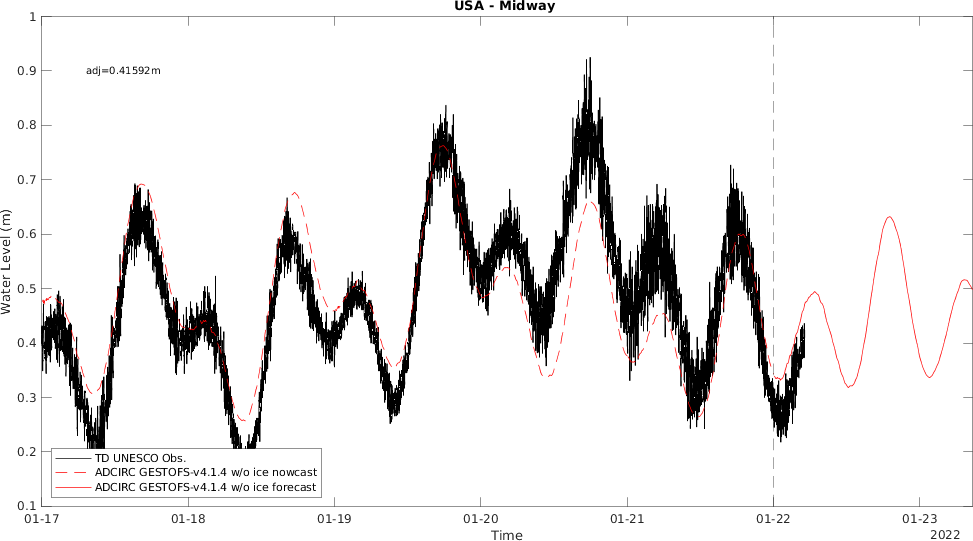 USA - Midway
adj=0.41592m
1
0.9
0.8
0.7
0.6
0.5
0.4
0.3
0.2
0.1
Water Level (m)
TD UNESCO Obs.
ADCIRC GESTOFS-v4.1.4 w/o ice nowcast
ADCIRC GESTOFS-v4.1.4 w/o ice forecast
01-17 01-18 01-19 01-20 01-21 01-22 01-23
Time
2022